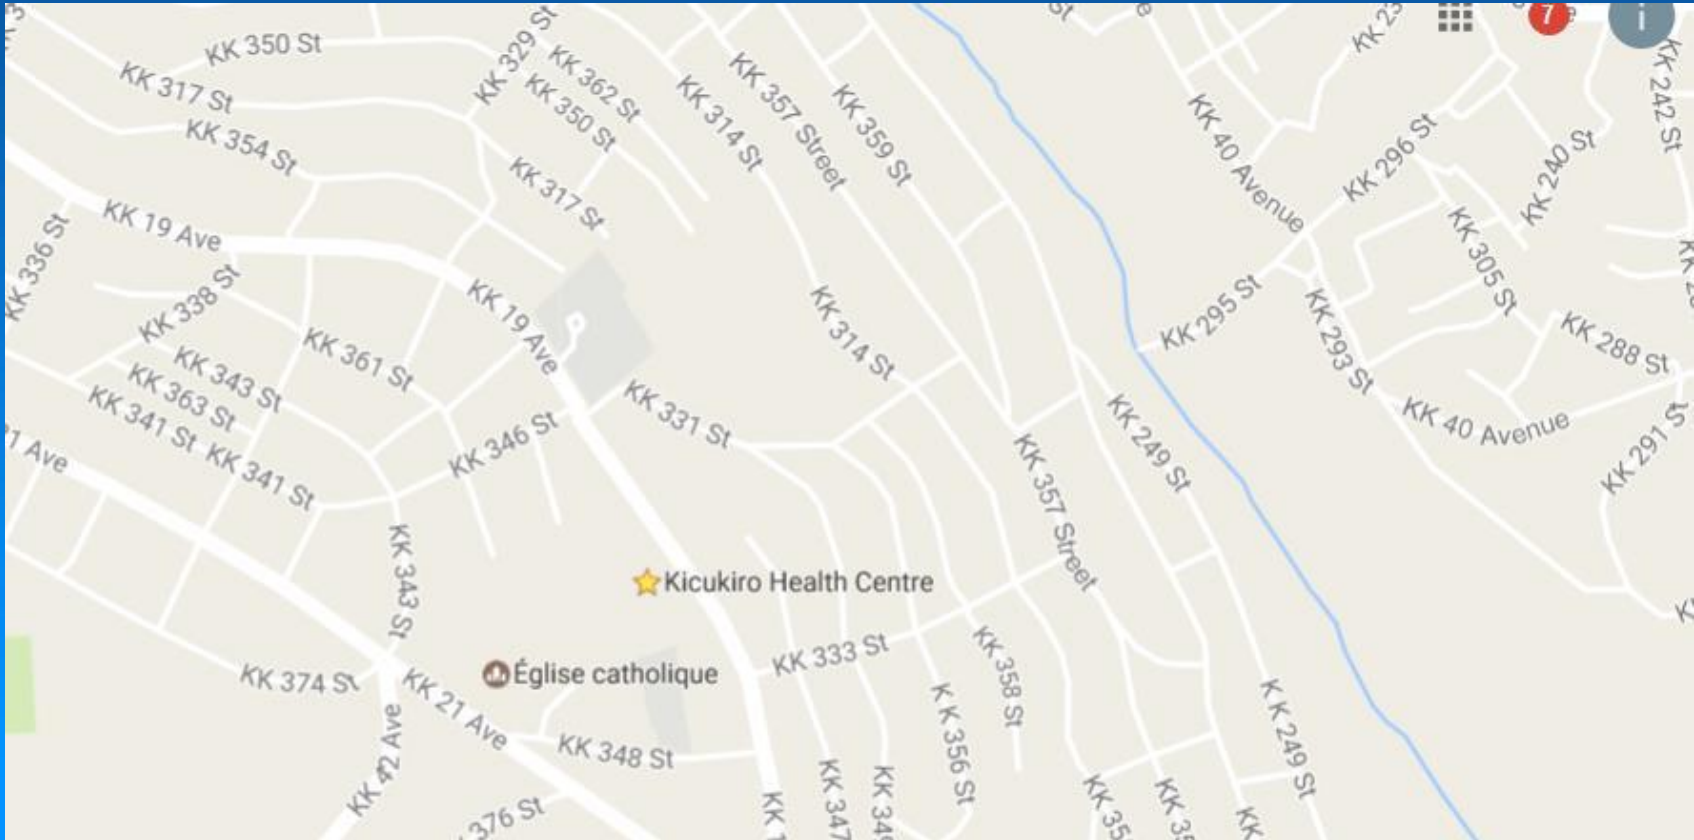 7
i
KK 350 St
KK 317 St
KK 354 St
KK 329 St
KK 362 St
KK 350 St
KK 317 St
KK 314 St
KK 357 Street
KK 359 St
KK 40 Avenue
KK 296 St
KK 240 St
KK 242 St
KK 19 Ave
KK 336 St
KK 338 St
KK 19 Ave
KK 361 St
KK 343 St
KK 363 St
KK 341 St
KK 341 St
KK 346 St
KK 331 St
KK 314 St
KK 295 St
KK 293 St
KK 305 St
KK 288 St
KK 40 Avenue
KK 291 St
KK 249 St
KK 357 Street
KK 343 St
Kicukiro Health Centre
Église catholique
KK 333 St
KK 358 St
K K 356 St
K K 249 St
KK 374 St
KK 21 Ave
KK 42 Ave
KK 348 St
376 St
KK 347